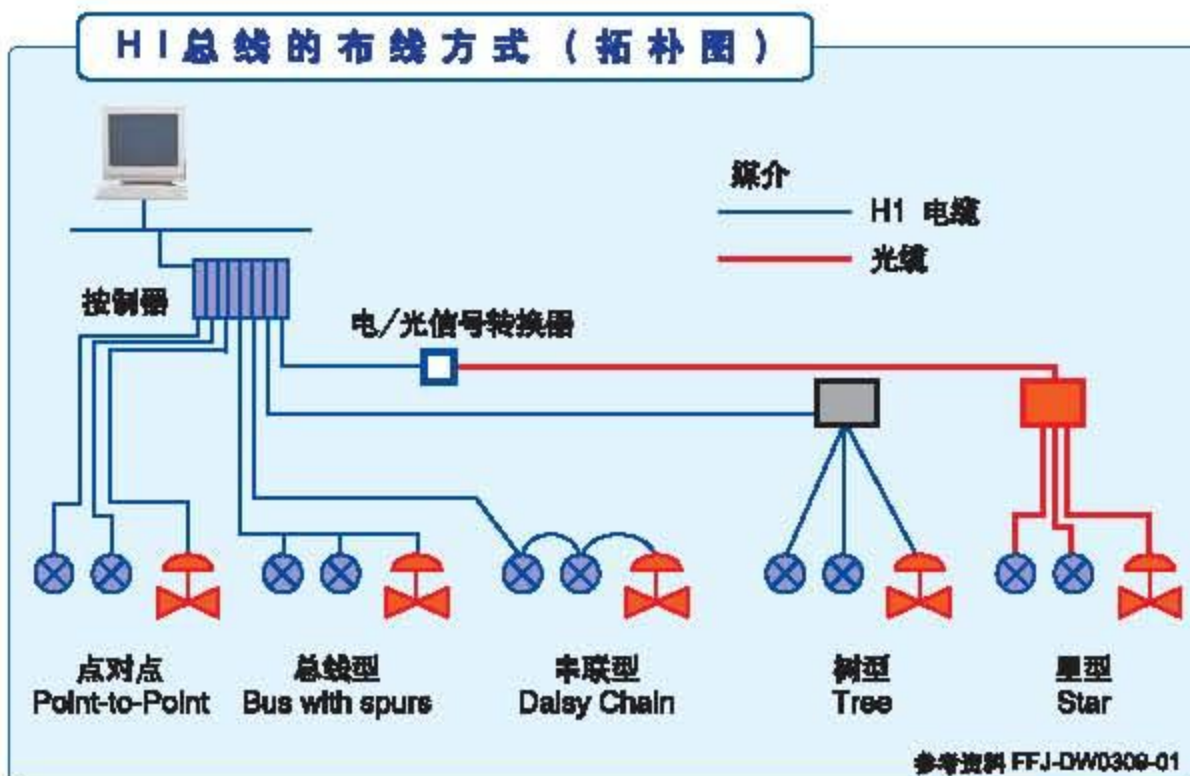 HI总线的布线方式（拓朴图）
媒介
H1 电缆
光缆
按制器
电/光信号转换器
点对点
Point-to-Point
总线型
Bus with spurs
串联型
Daisy Chain
树型
Tree
星型
Star
参考资料 FFJ-DW0309-01